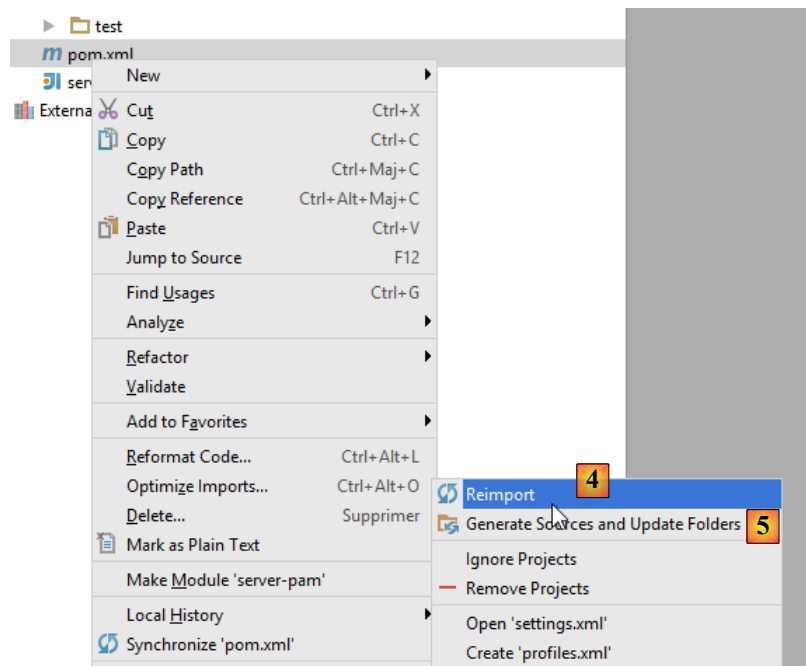 test
pom.xml
ser
Externa
New
Cut Ctrl+X
Copy Ctrl+C
Copy Path Ctrl+Maj+C
Copy Reference Ctrl+Alt+Maj+C
Paste Ctrl+V
Jump to Source F12
Find Usages Ctrl+G
Analyze
Refactor
Validate
Add to Favorites
Reformat Code... Ctrl+Alt+L
Optimize Imports... Ctrl+Alt+O
Delete... Supprimer
Mark as Plain Text
Make Module 'server-pam'
Local History
Synchronize 'pom.xml'
Reimport 4
Generate Sources and Update Folders 5
Ignore Projects
Remove Projects
Open 'settings.xml'
Create 'profiles.xml'